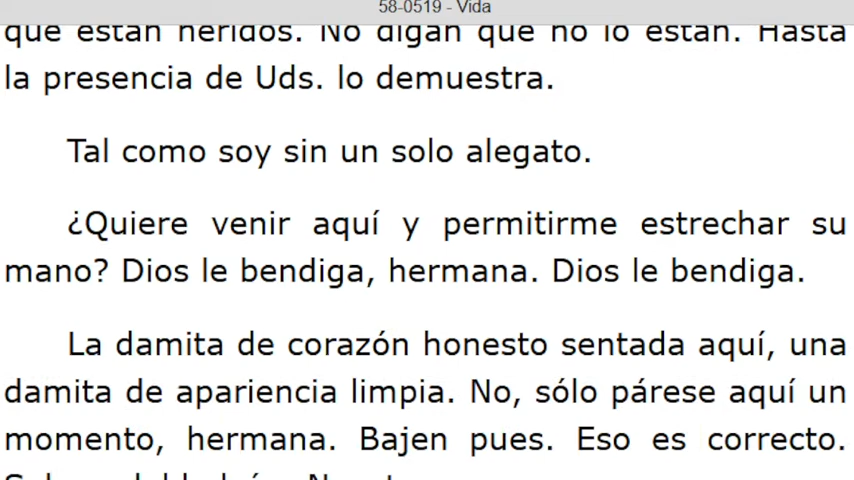 58-0519 - Vida
que están heridos. No digan que no lo están. Hasta
la presencia de Uds. lo demuestra.
Tal como soy sin un solo alegato.
¿Quiere venir aquí y permitirme estrechar su
mano? Dios le bendiga, hermana. Dios le bendiga.
La damita de corazón honesto sentada aquí, una
damita de apariencia limpia. No, sólo párese aquí un
momento, hermana. Bajen pues. Eso es correcto.